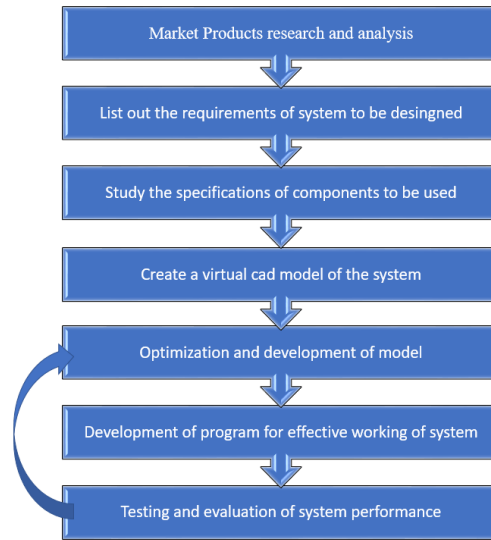 Market Products research and analysis
List out the requirements of system to be desingned
Study the specifications of components to be used
Create a virtual cad model of the system
Optimization and development of model
Development of program for effective working of system
Testing and evaluation of system performance